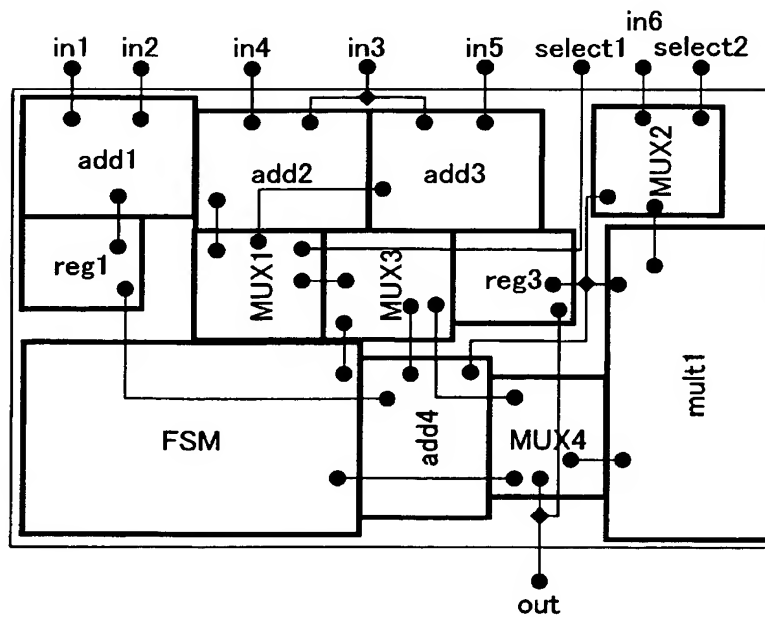 in6
in1 in2 in4 in3 in5 select1 select2
add1 add2 add3 MUX2
reg1 MUX1 MUX3 reg3
FSM add4 MUX4 mult1
out